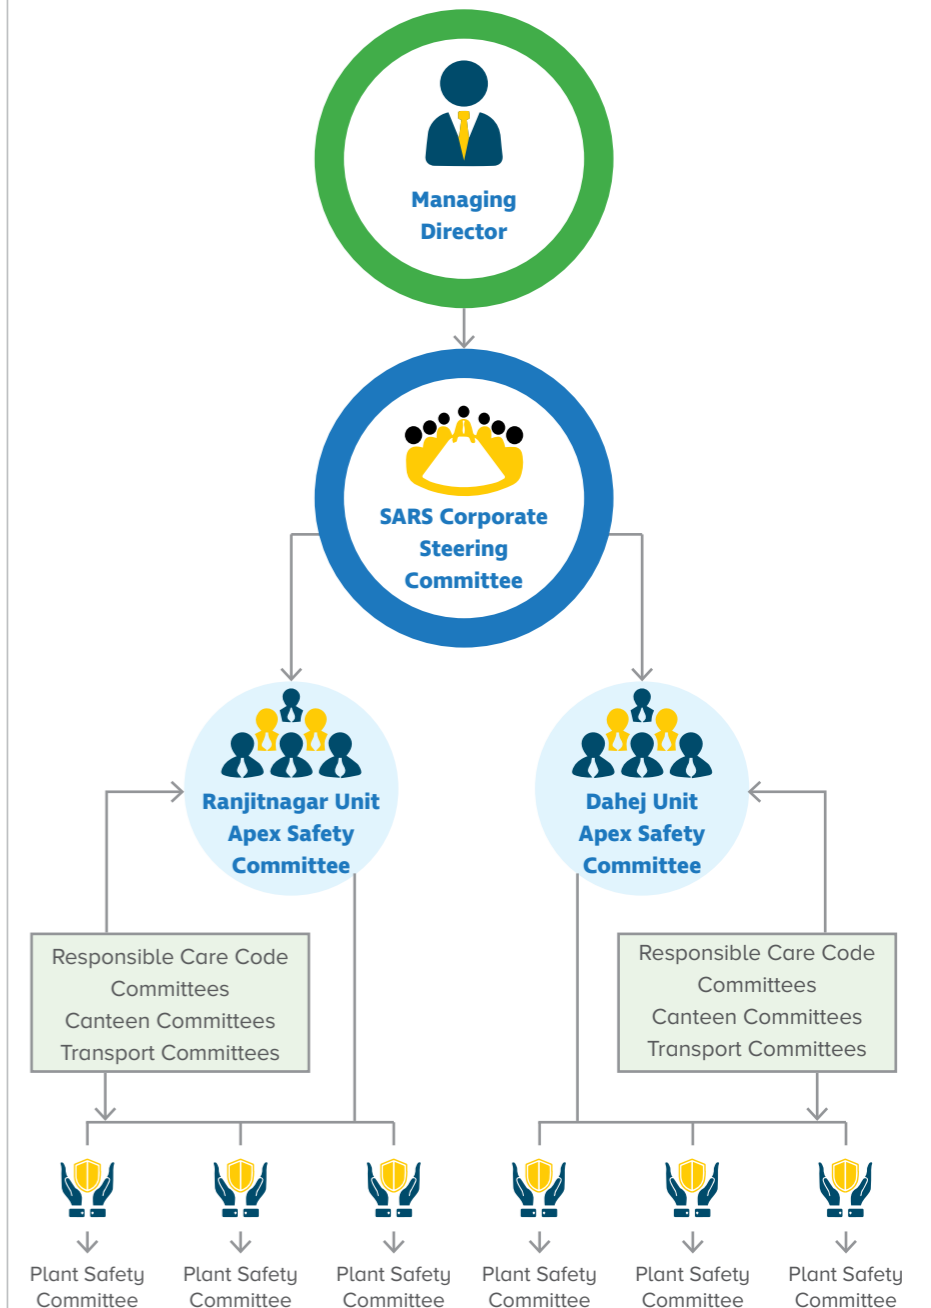 Managing
Director
SARS Corporate
Steering
Committee
Ranjitnagar Unit
Apex Safety
Committee
Dahej Unit
Apex Safety
Committee
Responsible Care Code
Committees
Canteen Committees
Transport Committees
Responsible Care Code
Committees
Canteen Committees
Transport Committees
Plant Safety
Committee
Plant Safety
Committee
Plant Safety
Committee
Plant Safety
Committee
Plant Safety
Committee
Plant Safety
Committee